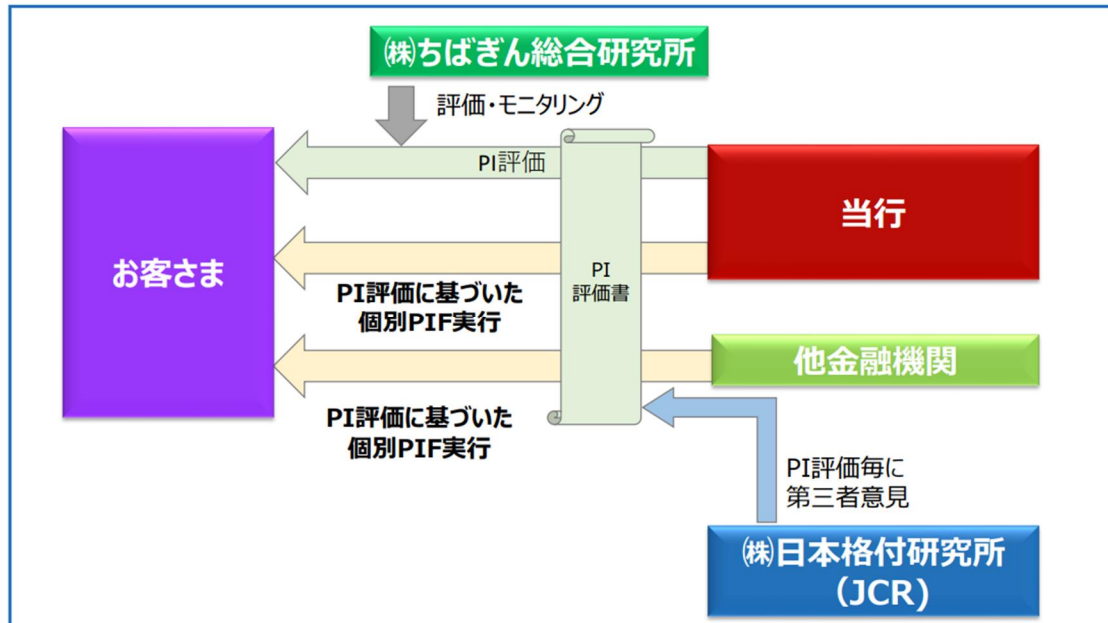 ㈱ちばぎん総合研究所
評価・モニタリング
PI評価
当行
お客さま
PI
評価書
PI評価に基づいた
個別PIF実行
他金融機関
PI評価に基づいた
個別PIF実行
PI評価毎に
第三者意見
㈱日本格付研究所
（JCR）